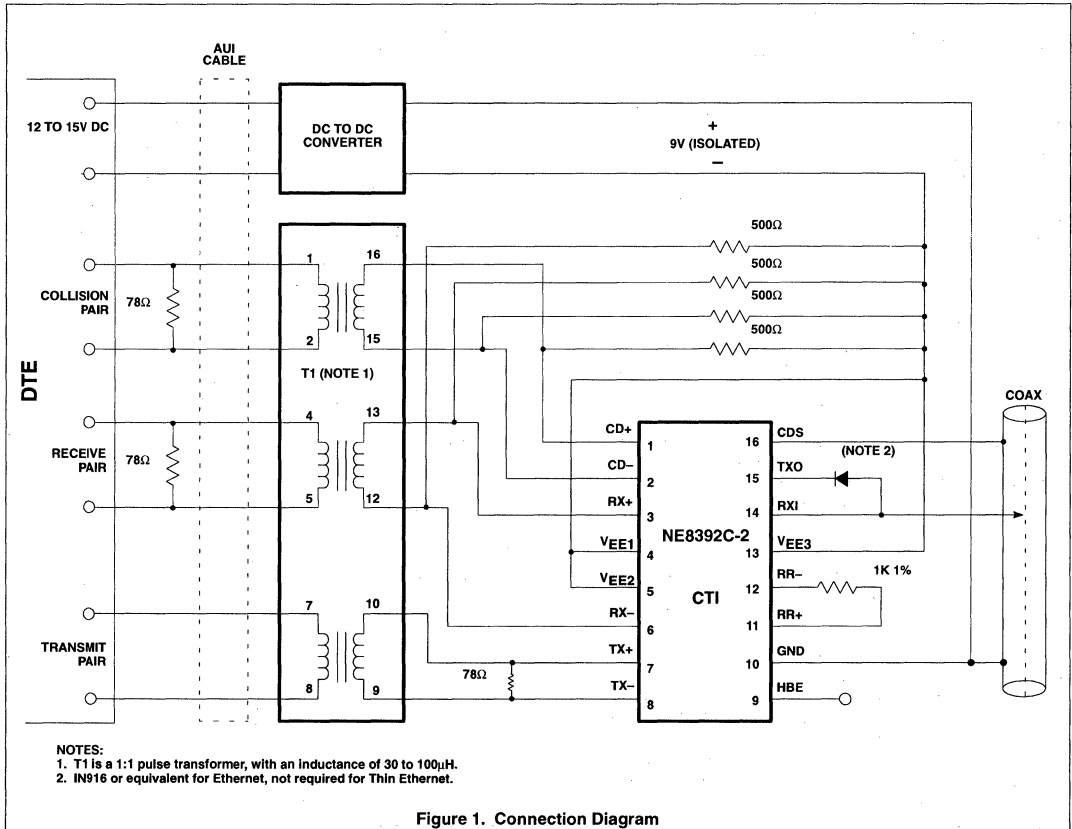 AUI
CABLE
12 TO 15V DC
DC TO DC
CONVERTER
+
9V (ISOLATED)
–
500Ω
500Ω
500Ω
500Ω
COLLISION
PAIR
78Ω
1
16
2
15
T1 (NOTE 1)
DTE
RECEIVE
PAIR
78Ω
4
13
5
12
TRANSMIT
PAIR
7
10
8
9
78Ω
CD+
1
CD–
2
RX+
3
VEE1
4
VEE2
5
RX–
6
TX+
7
TX–
8
NE8392C-2
CTI
16
CDS
15
TXO
(NOTE 2)
14
RXI
13
VEE3
12
RR–
1K 1%
11
RR+
10
GND
9
HBE
COAX
NOTES:
1. T1 is a 1:1 pulse transformer, with an inductance of 30 to 100μH.
2. IN916 or equivalent for Ethernet, not required for Thin Ethernet.
Figure 1. Connection Diagram